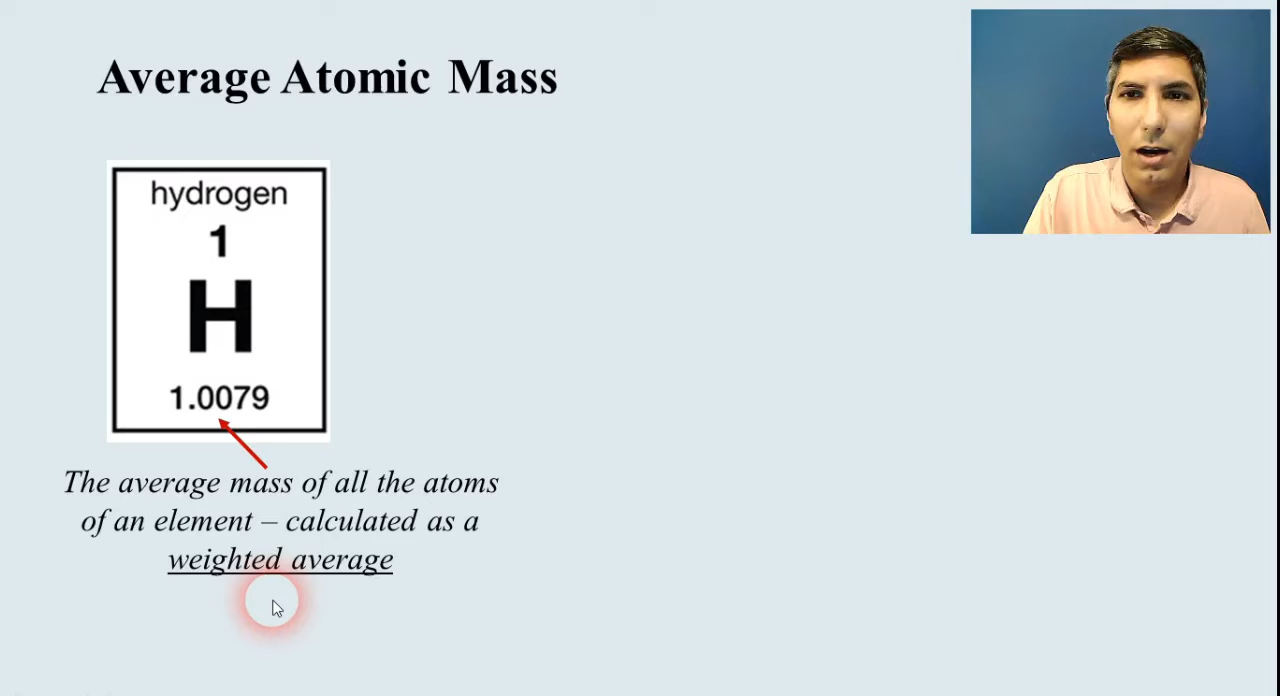 Average Atomic Mass
hydrogen
1
H
1.0079
The average mass of all the atoms
of an element – calculated as a
weighted average